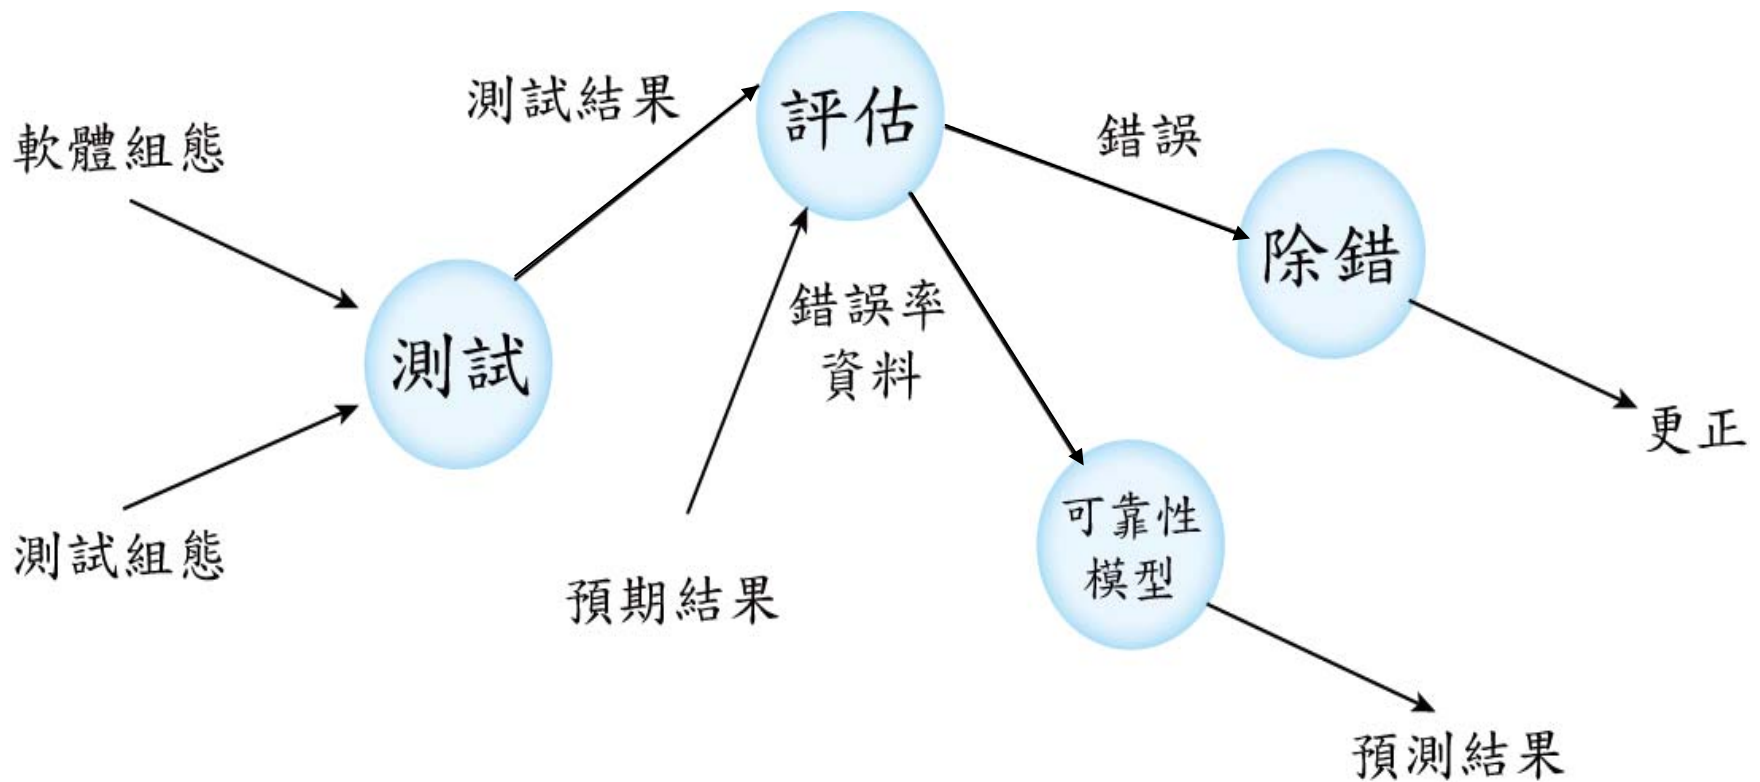 測試結果
評估
錯誤
軟體組態
除錯
測試
錯誤率
資料
更正
測試組態
預期結果
可靠性
模型
預測結果